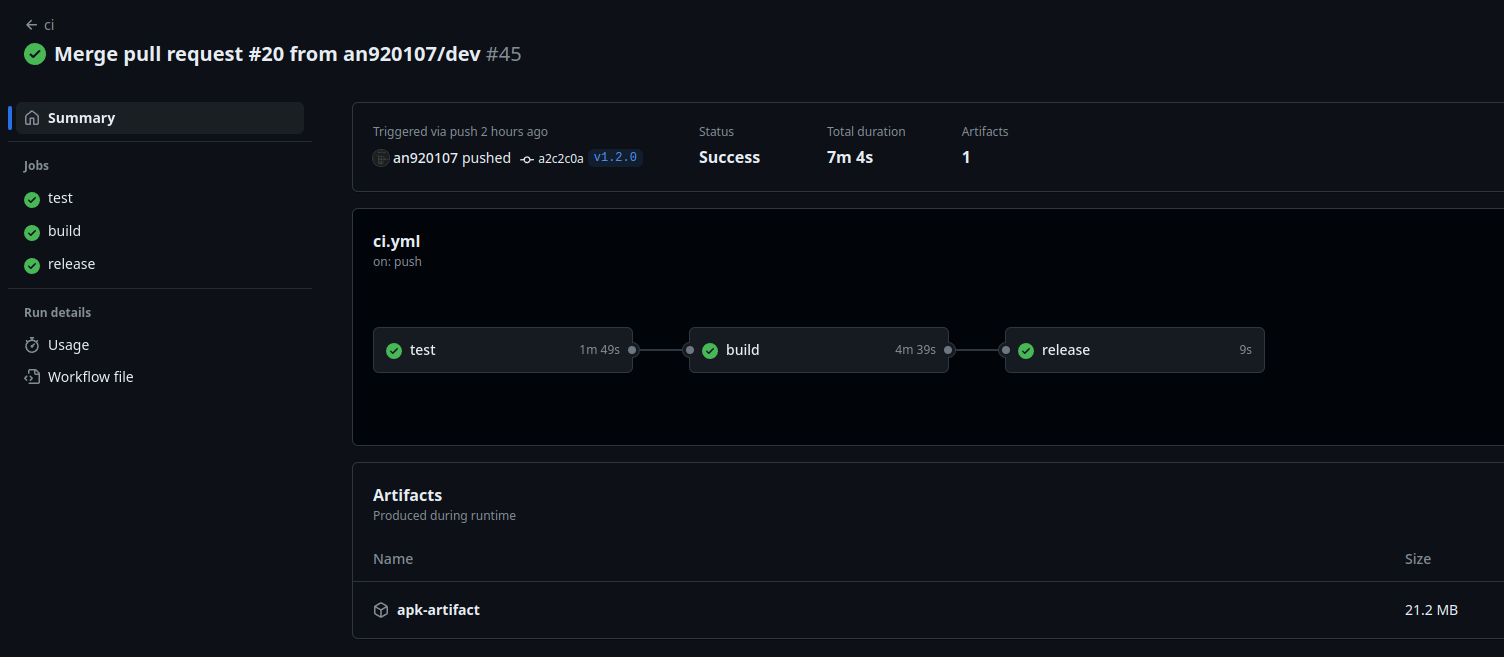 ci
Merge pull request #20 from an920107/dev #45
Summary
Jobs
test
build
release
Run details
Usage
Workflow file
Triggered via push 2 hours ago
an920107 pushed a2c2c0a v1.2.0
Status
Success
Total duration
7m 4s
Artifacts
1
ci.yml
on: push
test 1m 49s
build 4m 39s
release 9s
Artifacts
Produced during runtime
Name Size
apk-artifact 21.2 MB